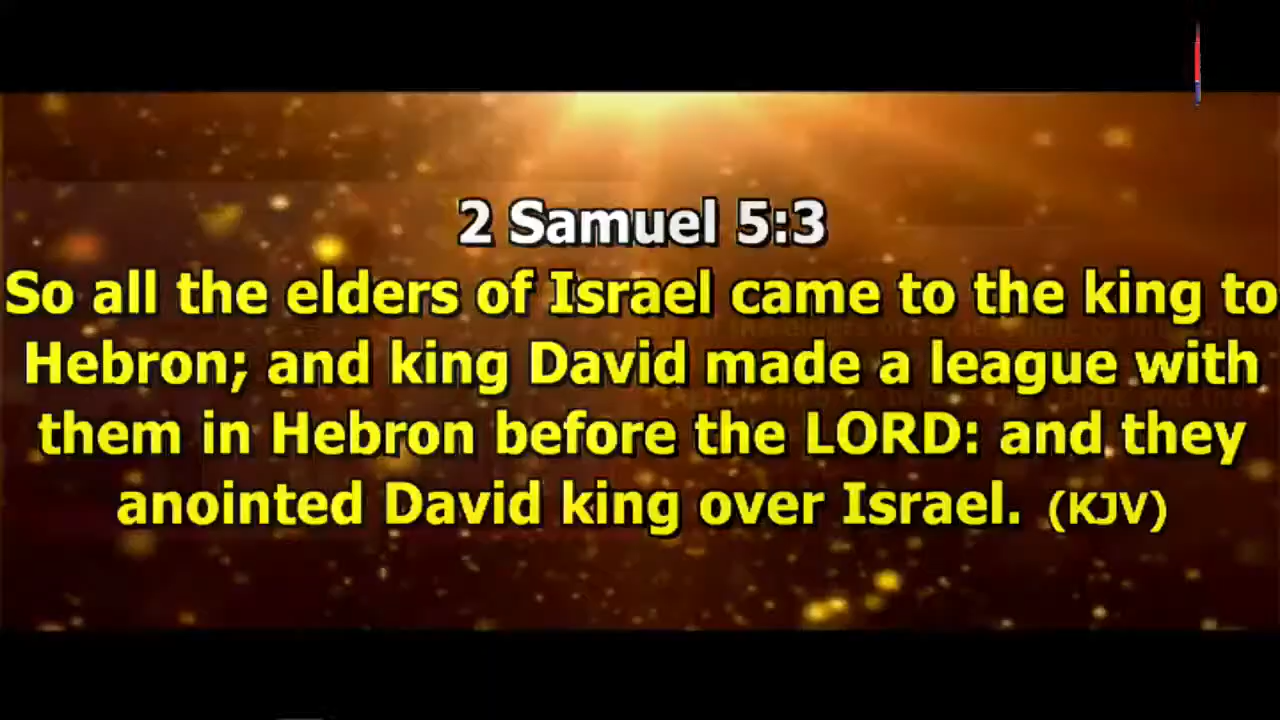 2 Samuel 5:3
So all the elders of Israel came to the king to
Hebron; and king David made a league with
them in Hebron before the LORD: and they
anointed David king over Israel. (KJV)